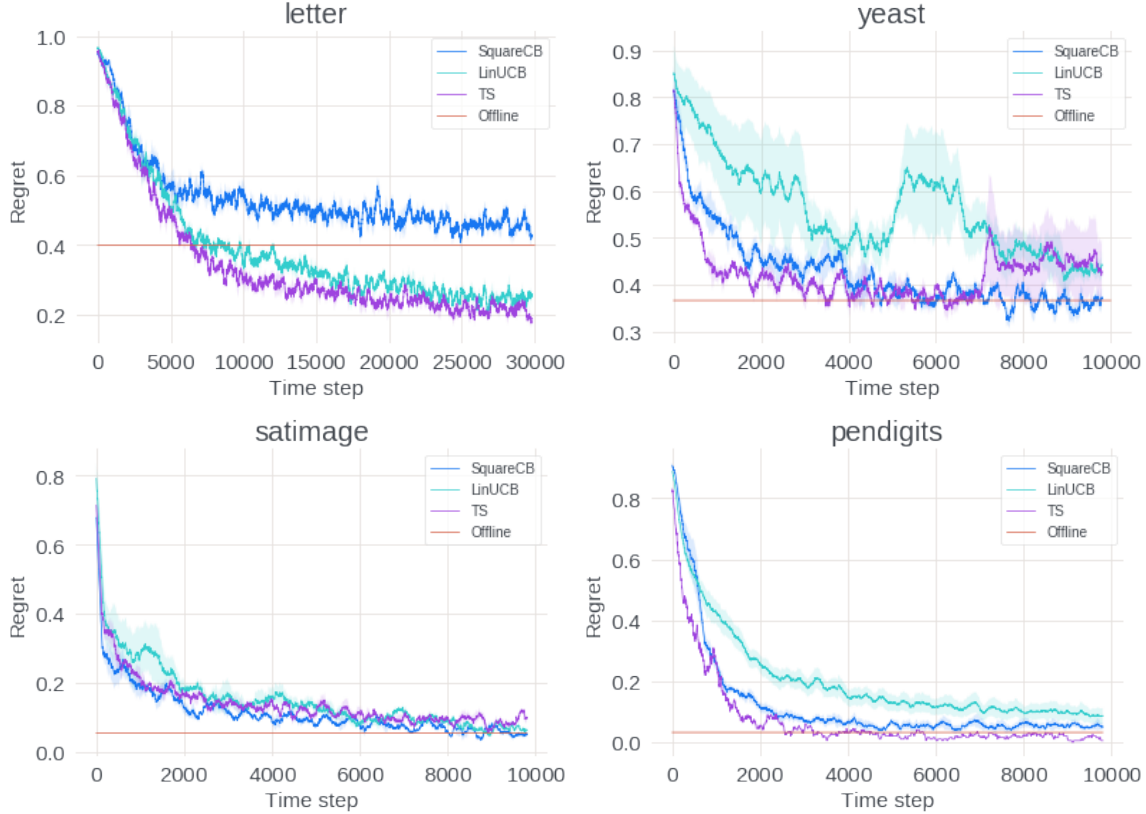 letter
1.0
0.8
0.6
0.4
0.2
Regret
SquareCB
LinUCB
TS
Offline
0 5000 10000 15000 20000 25000 30000
Time step
yeast
0.9
0.8
0.7
0.6
0.5
0.4
0.3
Regret
SquareCB
LinUCB
TS
Offline
0 2000 4000 6000 8000 10000
Time step
satimage
0.8
0.6
0.4
0.2
0.0
Regret
SquareCB
LinUCB
TS
Offline
0 2000 4000 6000 8000 10000
Time step
pendigits
0.8
0.6
0.4
0.2
0.0
Regret
SquareCB
LinUCB
TS
Offline
0 2000 4000 6000 8000 10000
Time step